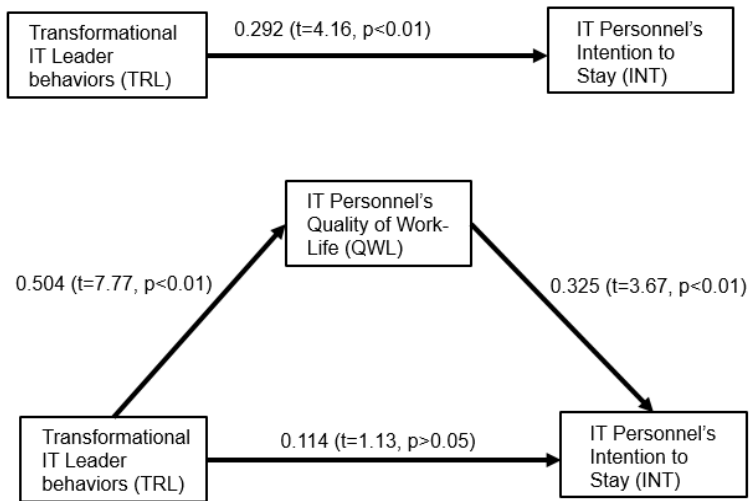 Transformational
IT Leader
behaviors (TRL)
0.292 (t=4.16, p<0.01)
IT Personnel's
Intention to
Stay (INT)
IT Personnel's
Quality of Work-
Life (QWL)
0.504 (t=7.77, p<0.01)
0.325 (t=3.67, p<0.01)
Transformational
IT Leader
behaviors (TRL)
0.114 (t=1.13, p>0.05)
IT Personnel's
Intention to
Stay (INT)